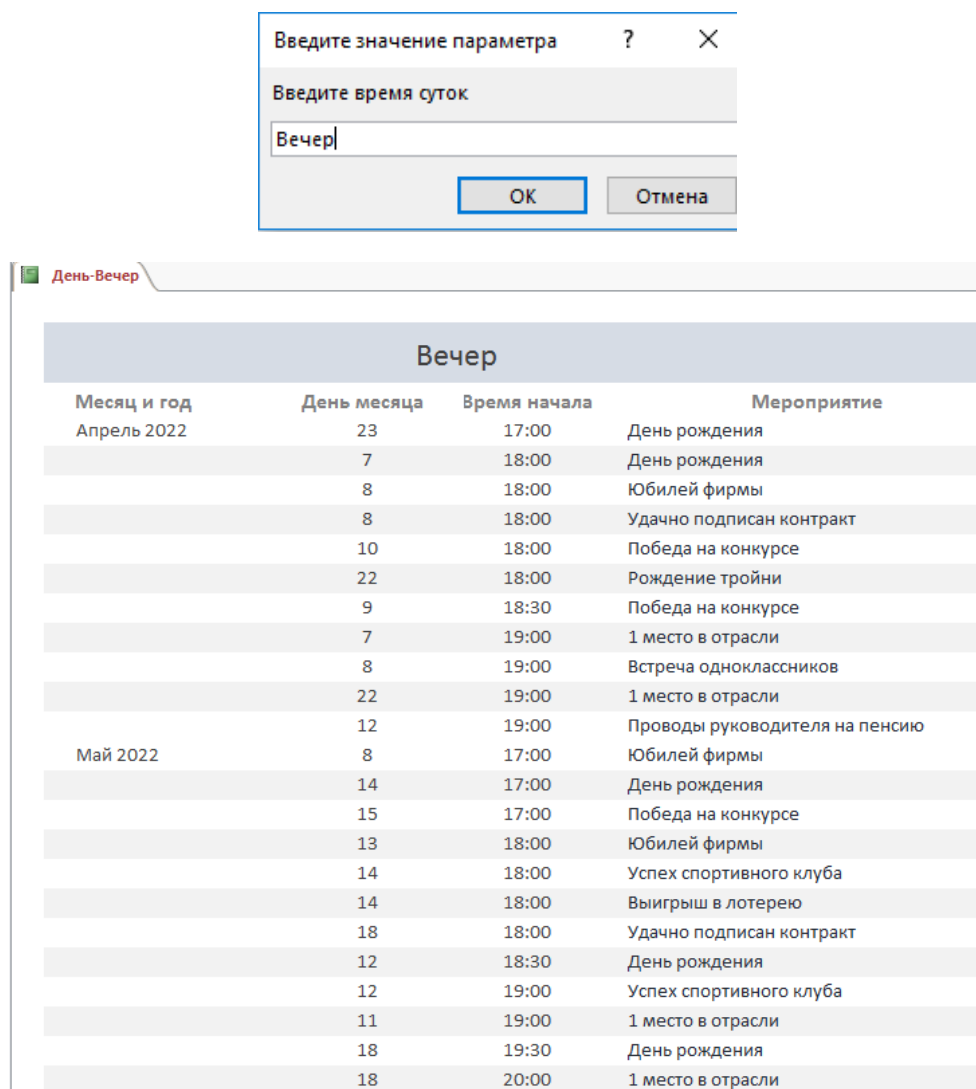 Введите значение параметра ? ×
Введите время суток
Вечер
ОК Отмена
День-Вечер
Вечер
Месяц и год День месяца Время начала Мероприятие
Апрель 2022 23 17:00 День рождения
7 18:00 День рождения
8 18:00 Юбилей фирмы
8 18:00 Удачно подписан контракт
10 18:00 Победа на конкурсе
22 18:00 Рождение тройни
9 18:30 Победа на конкурсе
7 19:00 1 место в отрасли
8 19:00 Встреча одноклассников
22 19:00 1 место в отрасли
12 19:00 Проводы руководителя на пенсию
Май 2022 8 17:00 Юбилей фирмы
14 17:00 День рождения
15 17:00 Победа на конкурсе
13 18:00 Юбилей фирмы
14 18:00 Успех спортивного клуба
14 18:00 Выигрыш в лотерею
18 18:00 Удачно подписан контракт
12 18:30 День рождения
12 19:00 Успех спортивного клуба
11 19:00 1 место в отрасли
18 19:30 День рождения
18 20:00 1 место в отрасли